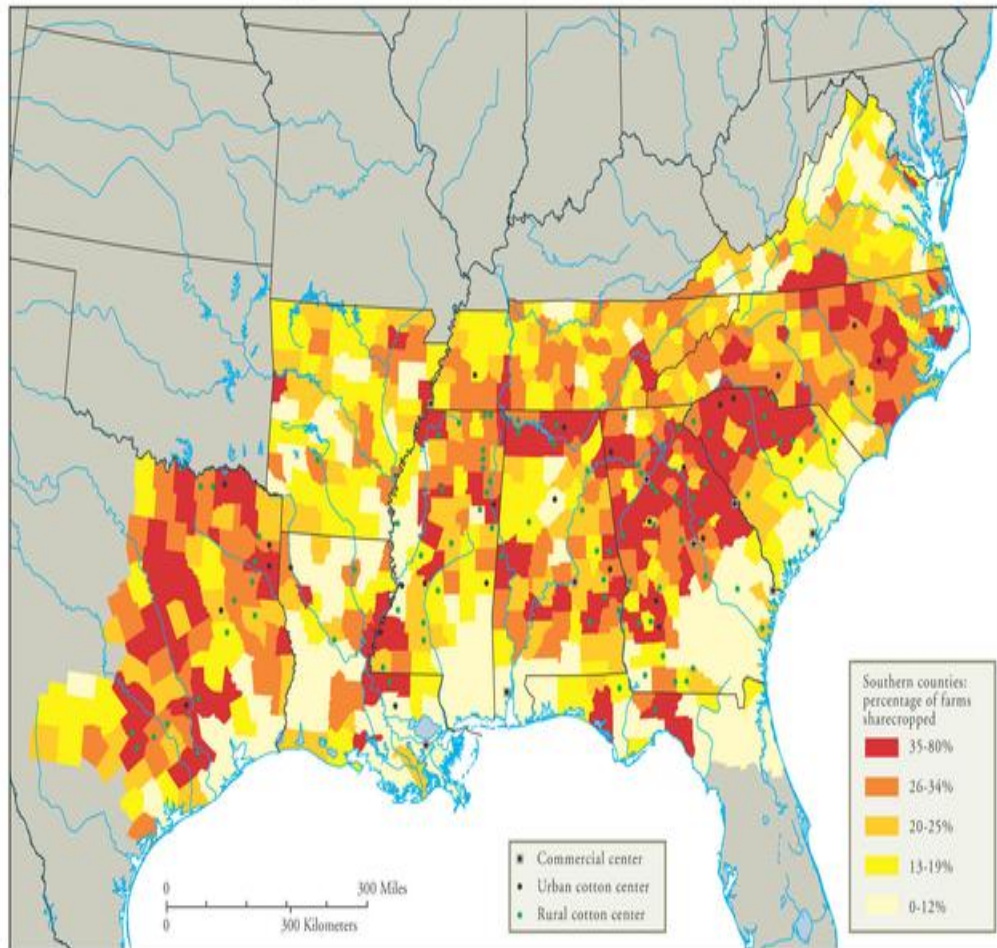 Southern counties:
percentage of farms
sharecropped
35-80%
26-34%
20-25%
13-19%
0-12%
Commercial center
Urban cotton center
Rural cotton center
0 300 Miles
0 300 Kilometers